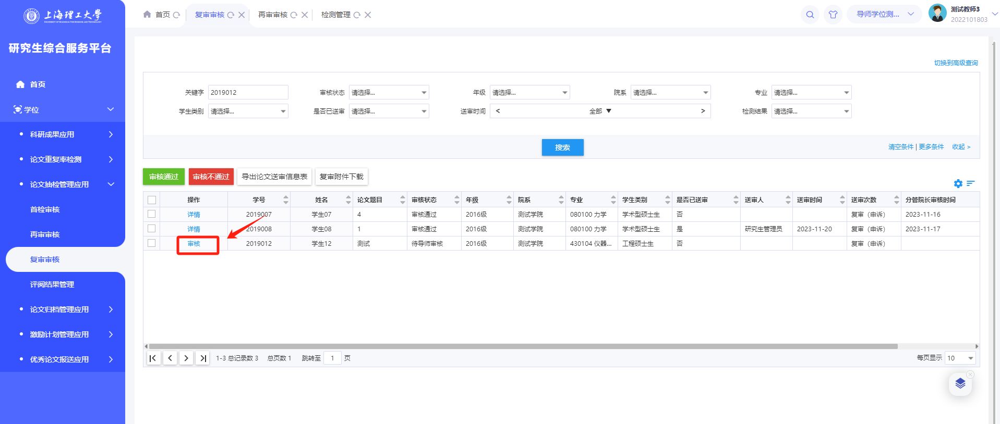 上海理工大學
UNIVERSITY OF SHANGHAI FOR SCIENCE AND TECHNOLOGY
研究生综合服务平台
首页
学位
科研成果应用
论文重复率检测
论文抽检管理应用
首检审核
再审审核
复审审核
评阅结果管理
论文归档管理应用
激励计划管理应用
优秀论文报送应用
首页 复审审核 再审审核 检测管理
导师学位测...
测试教师3
2022101803
切换到高级查询
关键字 2019012 审核状态 请选择... 年级 请选择... 院系 请选择... 专业 请选择...
学生类别 请选择... 是否已送审 请选择... 送审时间 < 全部 ▼ > 检测结果 请选择...
搜索
清空条件 | 更多条件 收起 >
审核通过 审核不通过 导出论文送审信息表 复审附件下载
操作 学号 姓名 论文题目 审核状态 年级 院系 专业 学生类别 是否已送审 送审人 送审时间 送审次数 分管院长审核时间
详情 2019007 学生07 4 审核通过 2016级 测试学院 080100 力学 学术型硕士生 否 复审（申诉） 2023-11-16
详情 2019008 学生08 1 审核通过 2016级 测试学院 080100 力学 学术型硕士生 是 研究生管理员 2023-11-20 复审（申诉） 2023-11-17
审核 2019012 学生12 测试 待导师审核 2016级 测试学院 430104 仪器... 工程硕士生 否 复审（申诉）
1-3 总记录数 3 总页数 1 跳转至 1 页
每页显示 10